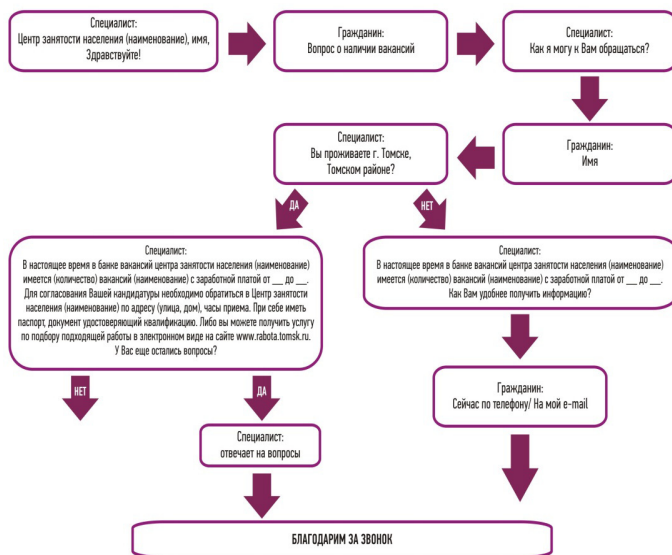 Специалист:
Центр занятости населения (наименование), имя,
Здравствуйте!
Гражданин:
Вопрос о наличии вакансий
Специалист:
Как я могу к Вам обращаться?
Гражданин:
Имя
Специалист:
Вы проживаете г. Томске,
Томском районе?
ДА
НЕТ
Специалист:
В настоящее время в банке вакансий центра занятости населения (наименование)
имеется (количество) вакансий (наименование) с заработной платой от __ до __.
Для согласования Вашей кандидатуры необходимо обратиться в Центр занятости
населения (наименование) по адресу (улица, дом), часы приема. При себе иметь
паспорт, документ удостоверяющий квалификацию. Либо вы можете получить услугу
по подбору подходящей работы в электронном виде на сайте www.rabota.tomsk.ru.
У Вас еще остались вопросы?
Специалист:
В настоящее время в банке вакансий центра занятости населения (наименование)
имеется (количество) вакансий (наименование) с заработной платой от __ до __.
Как Вам удобнее получить информацию?
НЕТ
ДА
Гражданин:
Сейчас по телефону/ На мой e-mail
Специалист:
отвечает на вопросы
БЛАГОДАРИМ ЗА ЗВОНОК